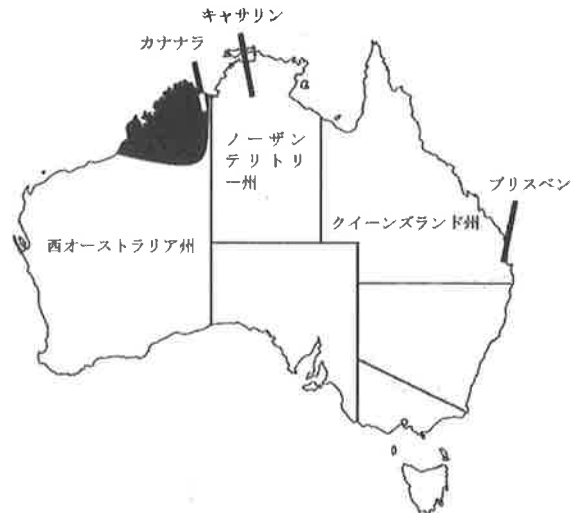 キャサリン
カナナラ
ノーザン
テリトリ
ー州
ブリスベン
クイーンズランド州
西オーストラリア州